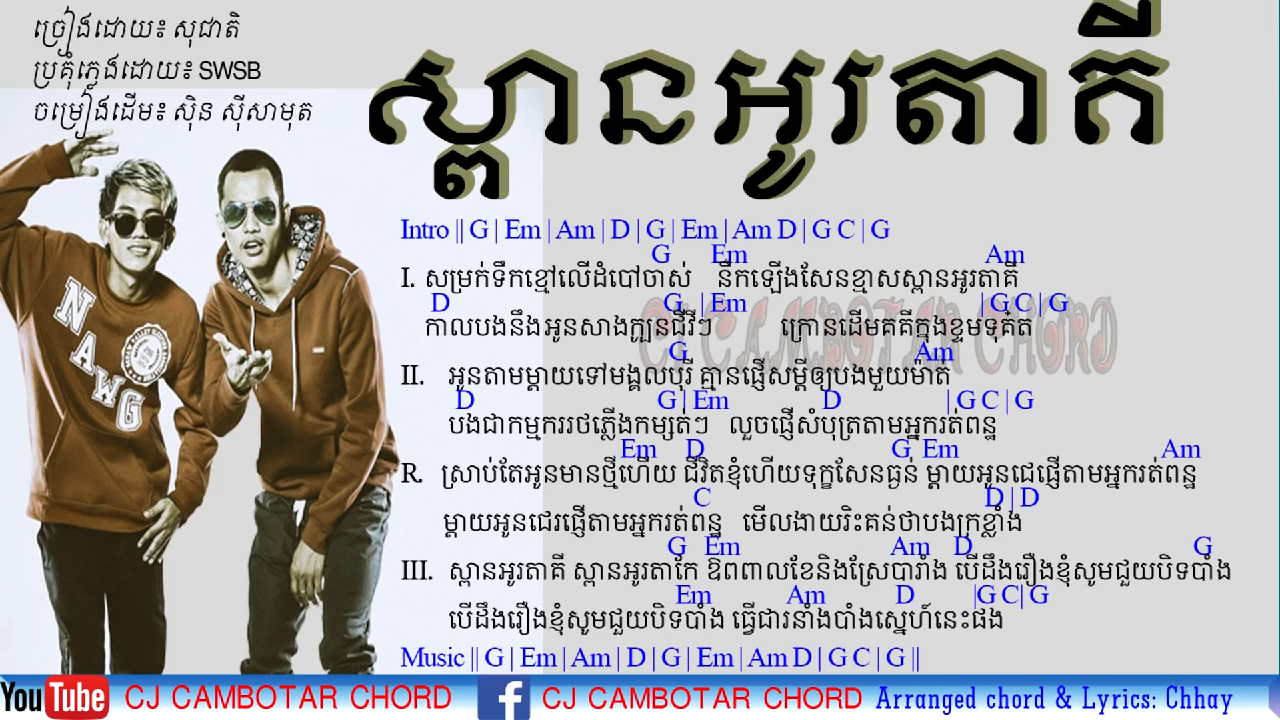 ច្រៀងដោយ៖ សុជាតិ
ប្រគុំភ្លេងដោយ៖ SWSB
ចម្រៀងដើម៖ ស៊ិន ស៊ីសាមុត
ស្ពានអូរតាគី
Intro || G | Em | Am | D | G | Em | Am D | G C | G
G Em Am
I. សម្រក់ទឹកខ្មៅលើដំបៅចាស់ នឹកឡើងសែនខ្មាសស្ពានអូរតាគី
D G | Em | G C | G
កាលបងនឹងអូនសាងក្បួនជីវីៗ ក្រោនដើមគគីក្នុងខ្ទមទុគ៌ត
CJ CAMBOTAR CHORD
G Am
II. អូនតាមម្ដាយទៅមង្គលបុរី គ្មានផ្ញើសម្ដីឲ្យបងមួយម៉ាត់
D G | Em D | G C | G
បងជាកម្មកររថភ្លើងកម្សត់ៗ លួចផ្ញើសំបុត្រតាមអ្នករត់ពន្ឋ
Em D G Em Am
R. ស្រាប់តែអូនមានថ្មីហើយ ជីវិតខ្ញុំហើយទុក្ខសែនធ្ងន់ ម្ដាយអូនជេផ្ញើតាមអ្នករត់ពន្ឋ
C D | D
ម្ដាយអូនជេរផ្ញើតាមអ្នករត់ពន្ឋ មើលងាយរិះគន់ថាបងក្រខ្លាំង
G Em Am D G
III. ស្ពានអូរតាគី ស្ពានអូរតាកែ ឱពពាលខែនិងស្រែបារាំង បើដឹងរឿងខ្ញុំសូមជួយបិទបាំង
Em Am D |G C| G
បើដឹងរឿងខ្ញុំសូមជួយបិទបាំង ធ្វើជារនាំងបាំងស្នេហ៍នេះផង
Music || G | Em | Am | D | G | Em | Am D | G C | G ||
NAWG
YouTube CJ CAMBOTAR CHORD f CJ CAMBOTAR CHORD Arranged chord & Lyrics: Chhay